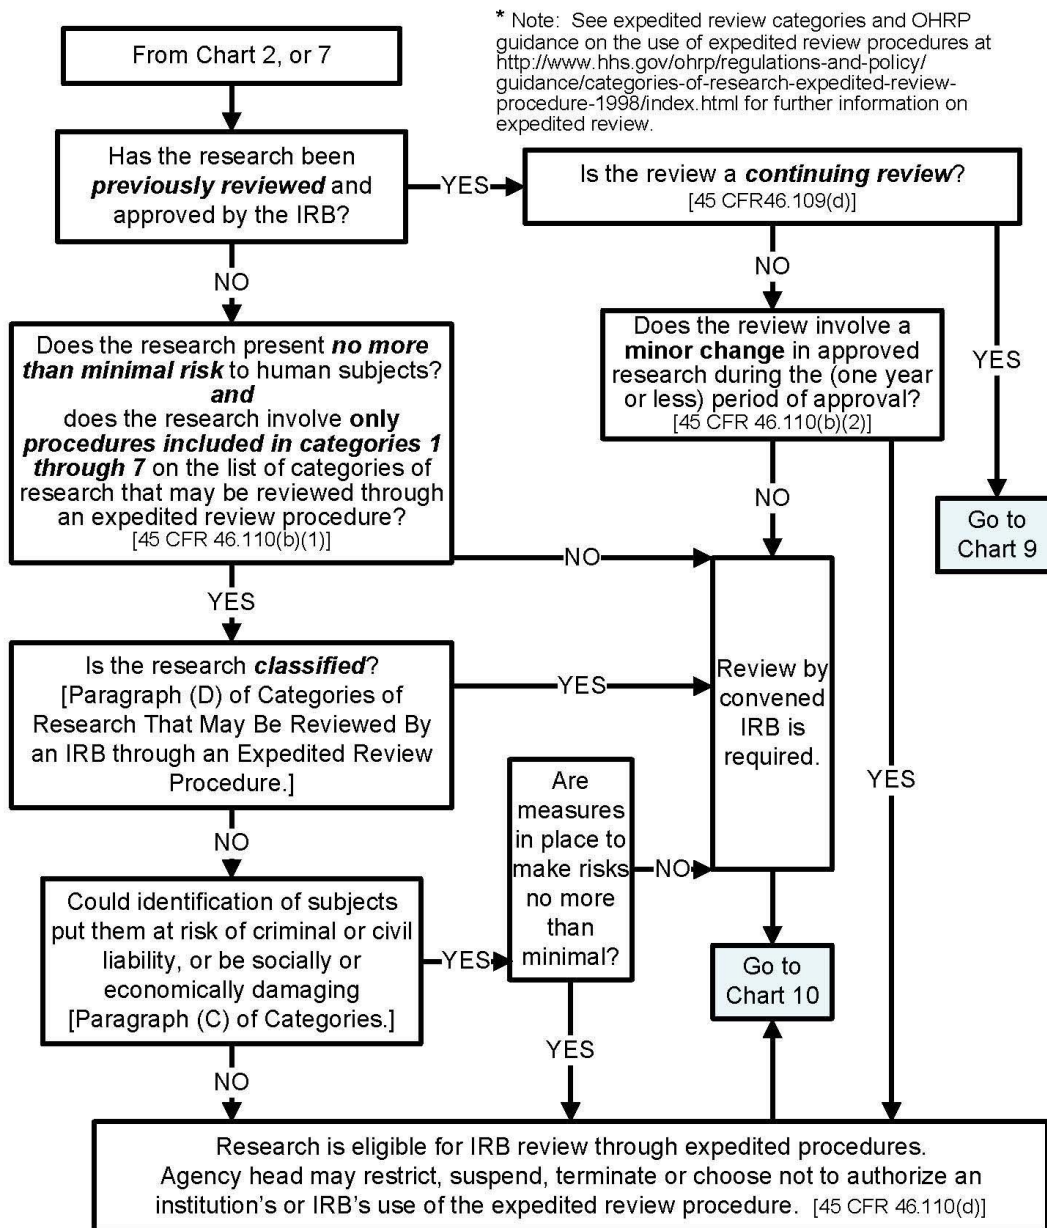 * Note: See expedited review categories and OHRP
guidance on the use of expedited review procedures at
http://www.hhs.gov/ohrp/regulations-and-policy/
guidance/categories-of-research-expedited-review-
procedure-1998/index.html for further information on
expedited review.
From Chart 2, or 7
Has the research been
previously reviewed and
approved by the IRB?
YES
Is the review a continuing review?
[45 CFR46.109(d)]
NO
NO
YES
Does the research present no more
than minimal risk to human subjects?
and
does the research involve only
procedures included in categories 1
through 7 on the list of categories of
research that may be reviewed through
an expedited review procedure?
[45 CFR 46.110(b)(1)]
Does the review involve a
minor change in approved
research during the (one year
or less) period of approval?
[45 CFR 46.110(b)(2)]
NO
Go to
Chart 9
NO
YES
Is the research classified?
[Paragraph (D) of Categories of
Research That May Be Reviewed By
an IRB through an Expedited Review
Procedure.]
YES
Review by
convened
IRB is
required.
YES
NO
Are
measures
in place to
make risks
no more
than
minimal?
NO
Could identification of subjects
put them at risk of criminal or civil
liability, or be socially or
economically damaging
[Paragraph (C) of Categories.]
YES
Go to
Chart 10
YES
NO
Research is eligible for IRB review through expedited procedures.
Agency head may restrict, suspend, terminate or choose not to authorize an
institution’s or IRB’s use of the expedited review procedure. [45 CFR 46.110(d)]